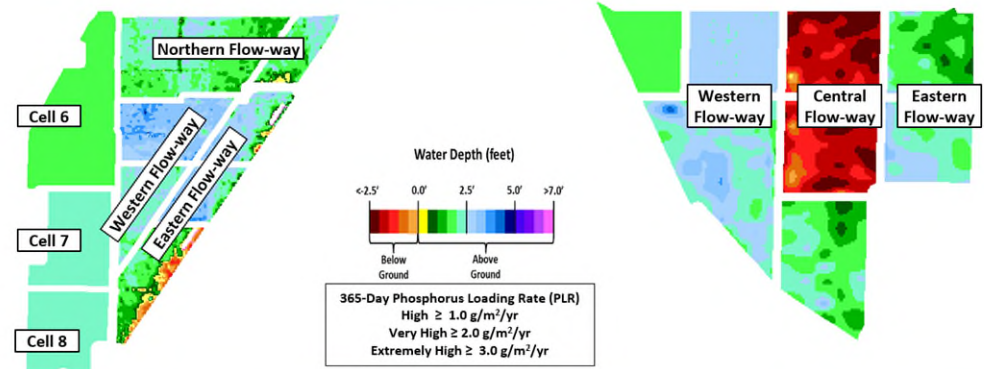 Northern Flow-way
Cell 6
Western Flow-way
Eastern Flow-way
Cell 7
Cell 8
Water Depth (feet)
<-2.5' 0.0' 2.5' 5.0' >7.0'
Below
Ground
Above
Ground
365-Day Phosphorus Loading Rate (PLR)
High ≥ 1.0 g/m²/yr
Very High ≥ 2.0 g/m²/yr
Extremely High ≥ 3.0 g/m²/yr
Western
Flow-way
Central
Flow-way
Eastern
Flow-way